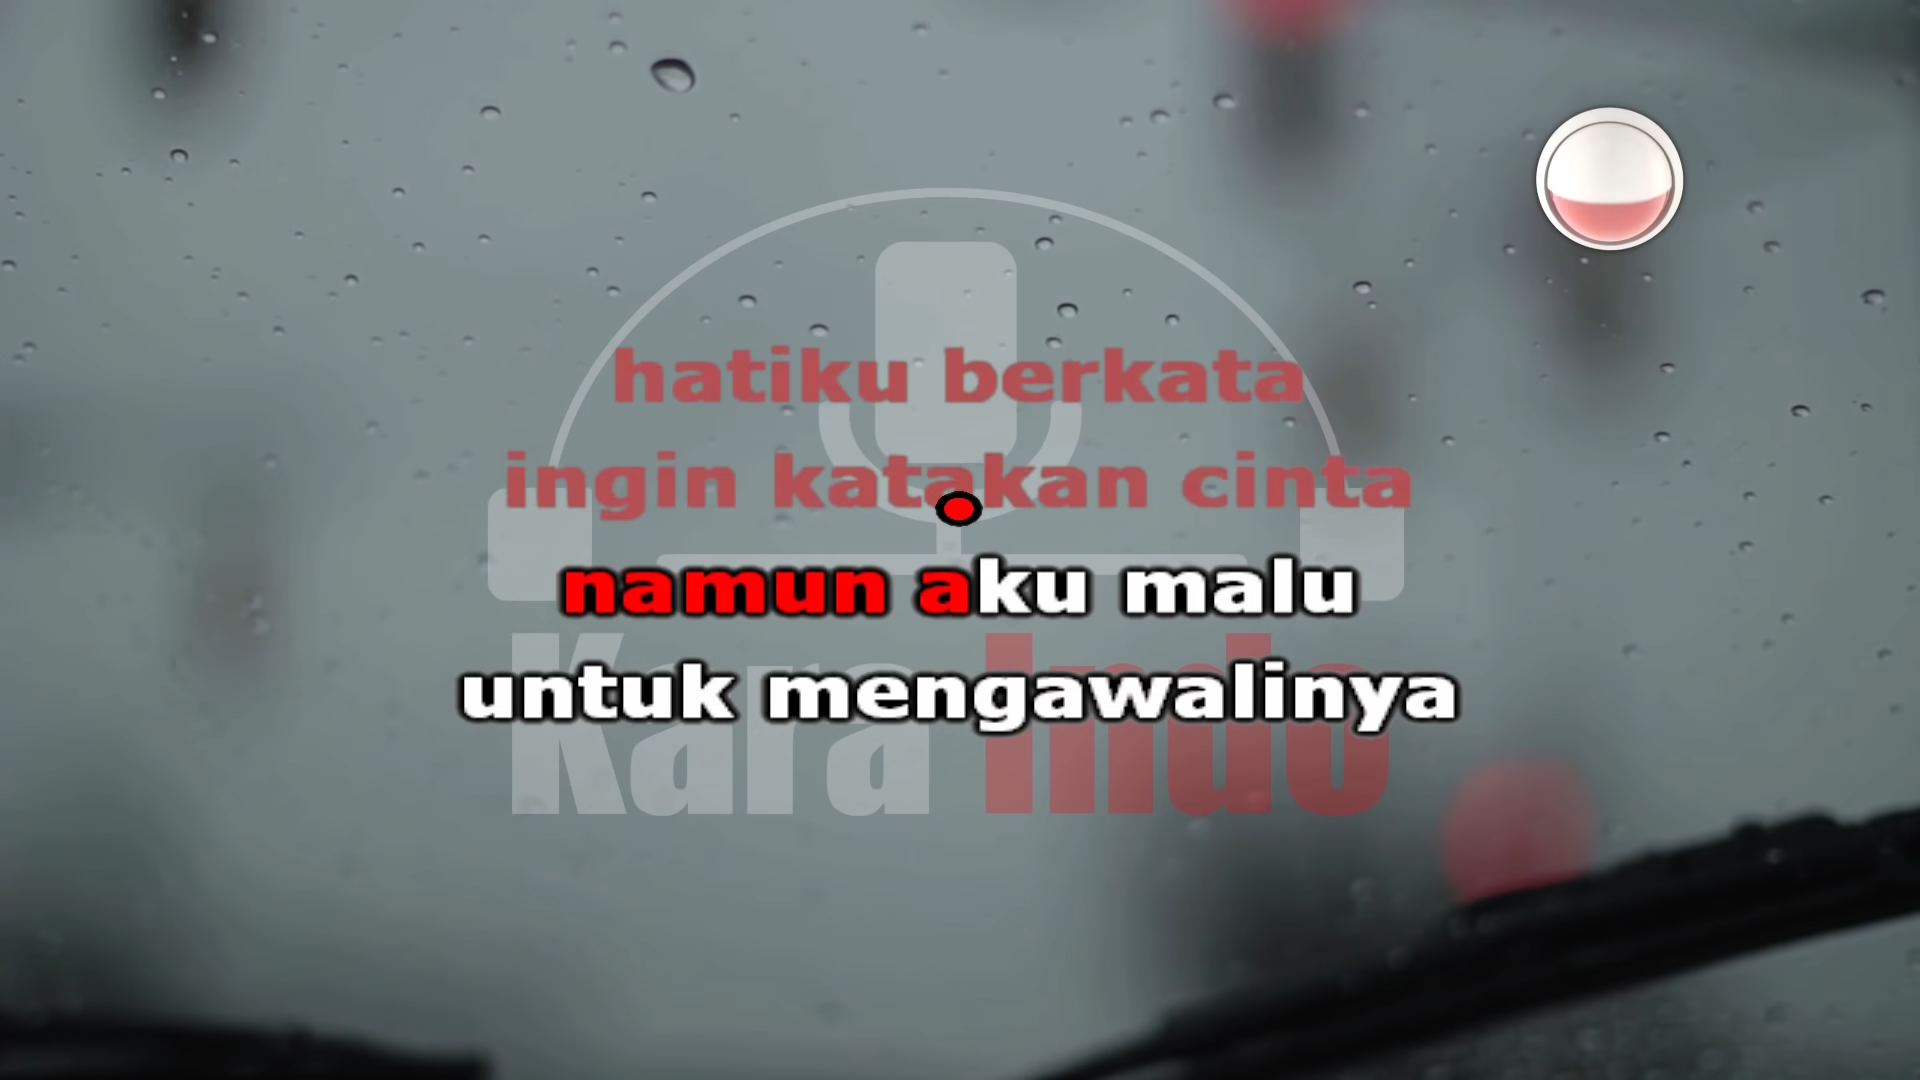 hatiku berkata
ingin katakan cinta
namun aku malu
untuk mengawalinya
Kara Indo